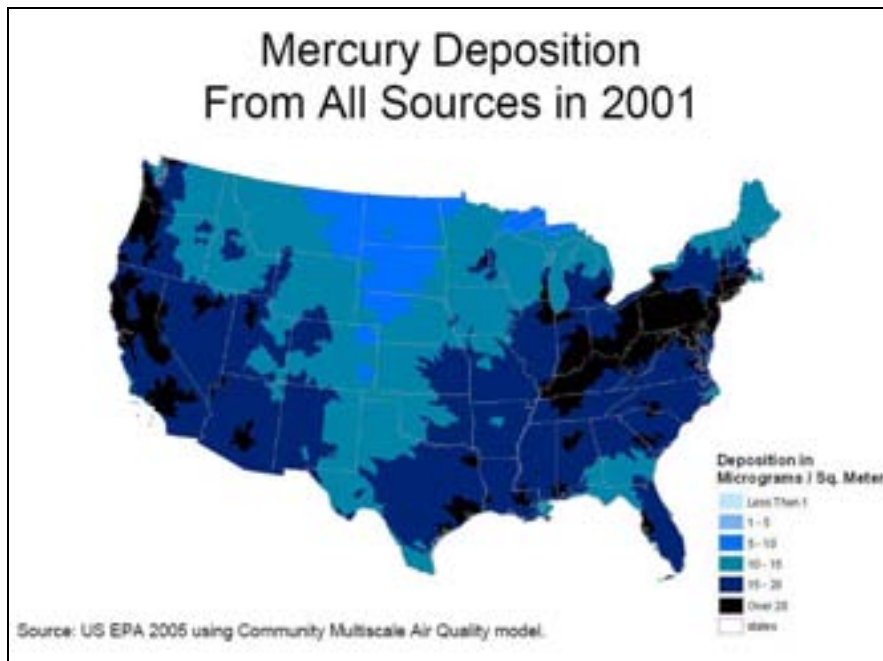 Mercury Deposition
From All Sources in 2001
Deposition in
Micrograms / Sq. Meter
Less Then 1
1 - 5
5 - 10
10 - 15
15 - 20
Over 20
states
Source: US EPA 2005 using Community Multiscale Air Quality model.